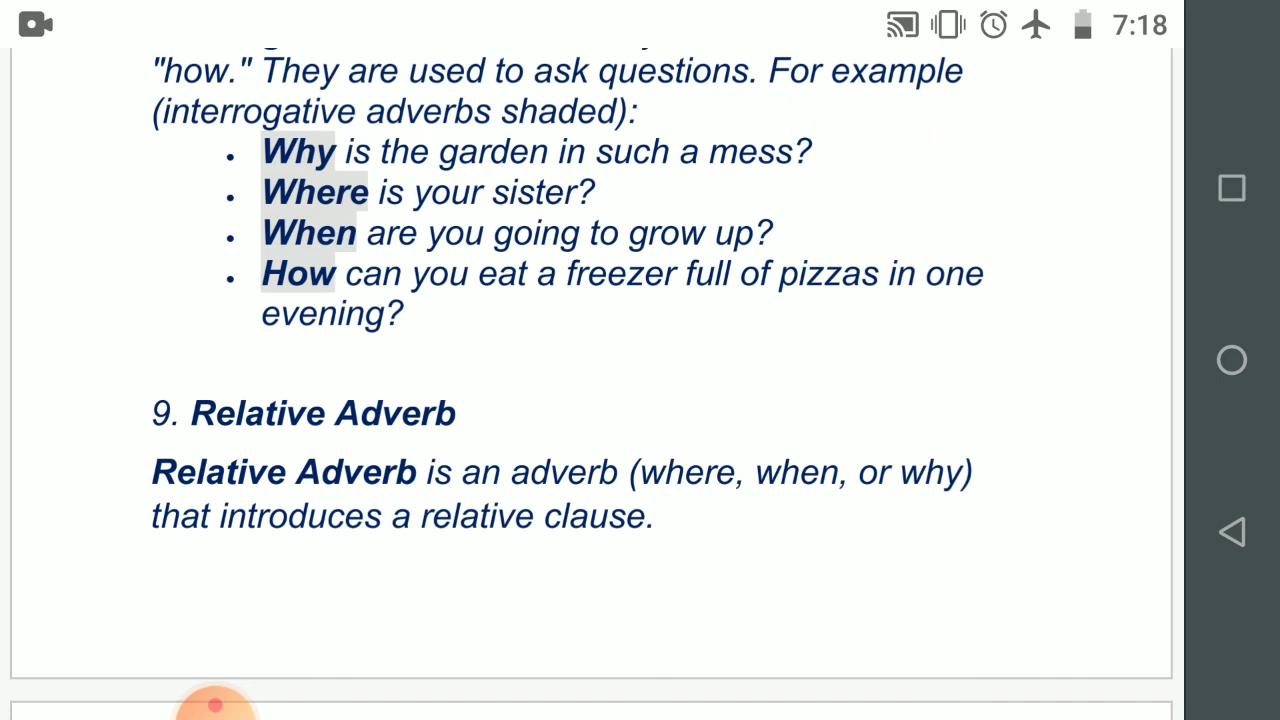 7:18
"how." They are used to ask questions. For example
(interrogative adverbs shaded):
• Why is the garden in such a mess?
• Where is your sister?
• When are you going to grow up?
• How can you eat a freezer full of pizzas in one
evening?
9. Relative Adverb
Relative Adverb is an adverb (where, when, or why)
that introduces a relative clause.